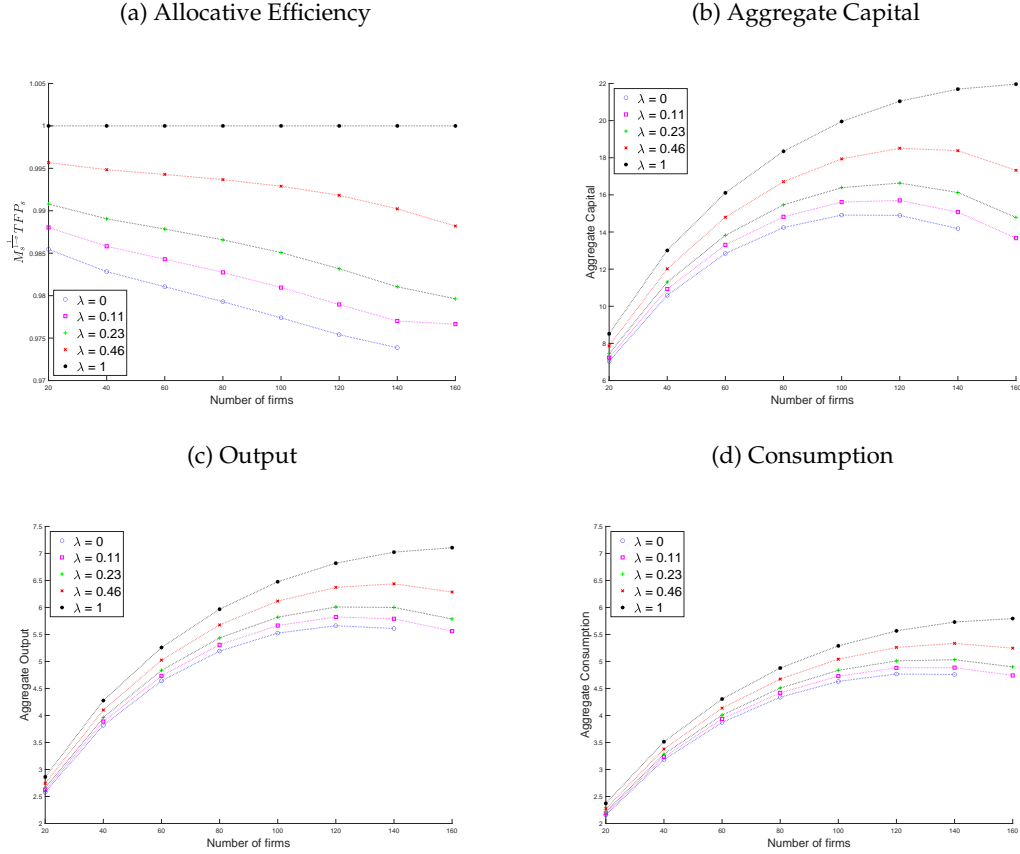 (a) Allocative Efficiency
1.005
1
0.995
0.99
0.985
0.98
0.975
0.97
M_s^{\frac{1}{1-σ}} TFP_s
λ = 0
λ = 0.11
λ = 0.23
λ = 0.46
λ = 1
20 40 60 80 100 120 140 160
Number of firms
(b) Aggregate Capital
22
20
18
16
14
12
10
8
6
Aggregate Capital
λ = 0
λ = 0.11
λ = 0.23
λ = 0.46
λ = 1
20 40 60 80 100 120 140 160
Number of firms
(c) Output
7.5
7
6.5
6
5.5
5
4.5
4
3.5
3
2.5
2
Aggregate Output
λ = 0
λ = 0.11
λ = 0.23
λ = 0.46
λ = 1
20 40 60 80 100 120 140 160
Number of firms
(d) Consumption
7.5
7
6.5
6
5.5
5
4.5
4
3.5
3
2.5
2
Aggregate Consumption
λ = 0
λ = 0.11
λ = 0.23
λ = 0.46
λ = 1
20 40 60 80 100 120 140 160
Number of firms